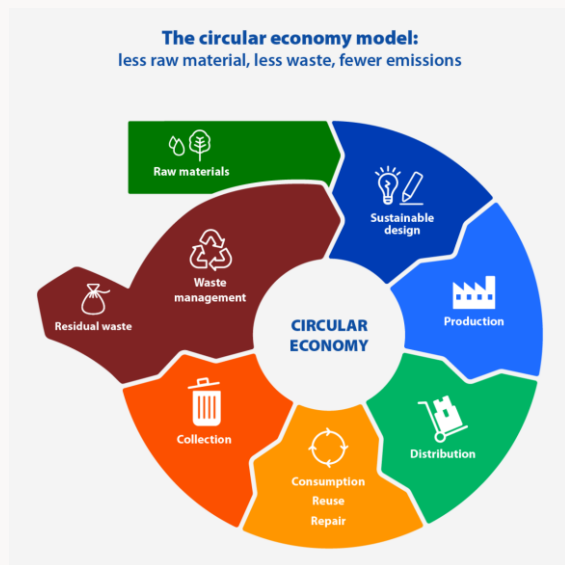 The circular economy model:
less raw material, less waste, fewer emissions
Raw materials
Sustainable
design
Production
Distribution
Consumption
Reuse
Repair
Collection
Waste
management
Residual waste
CIRCULAR
ECONOMY